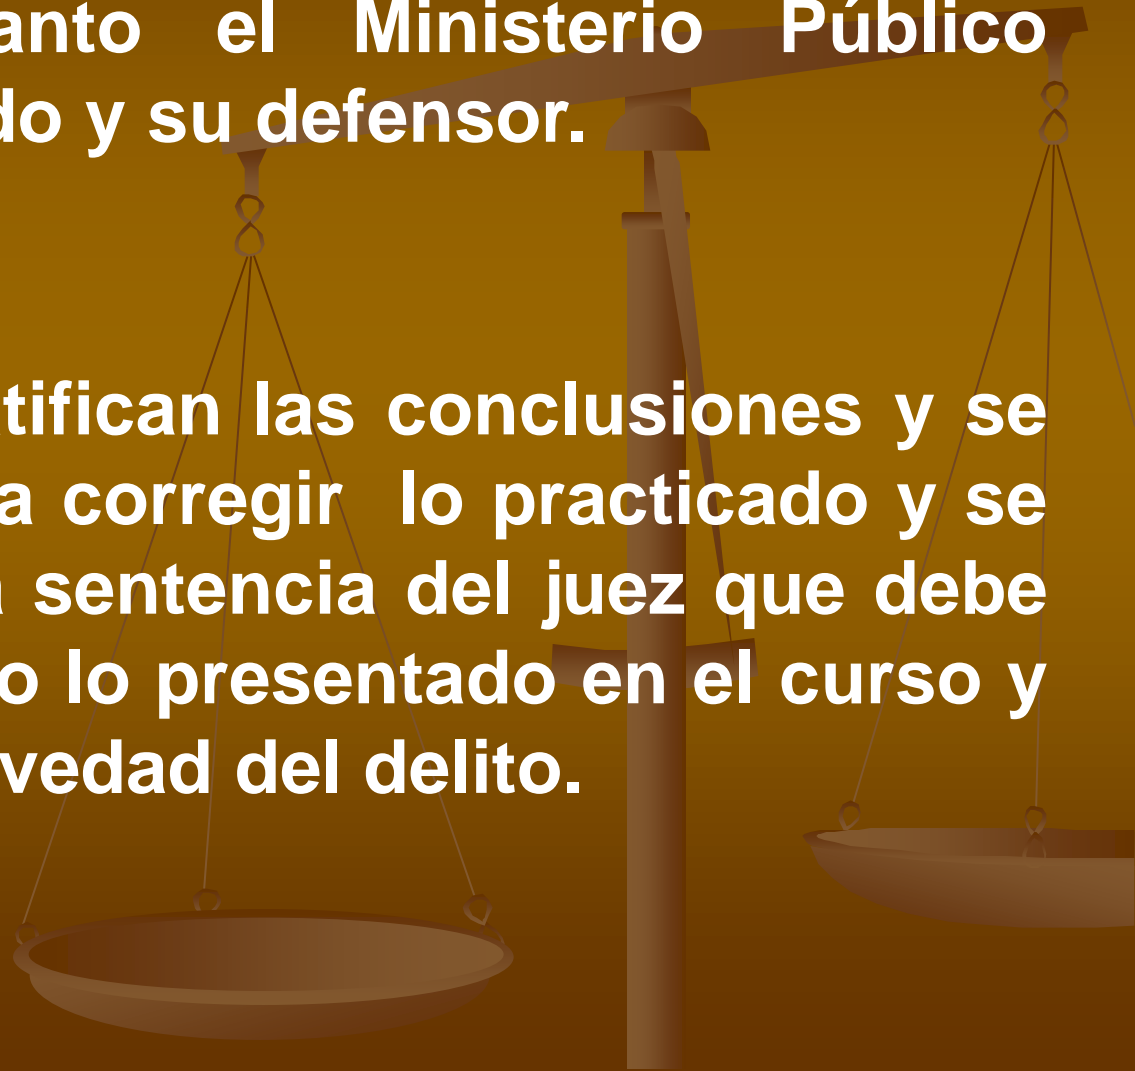 anto el Ministerio Público
do y su defensor.
tifican las conclusiones y se
a corregir lo practicado y se
a sentencia del juez que debe
o lo presentado en el curso y
vedad del delito.